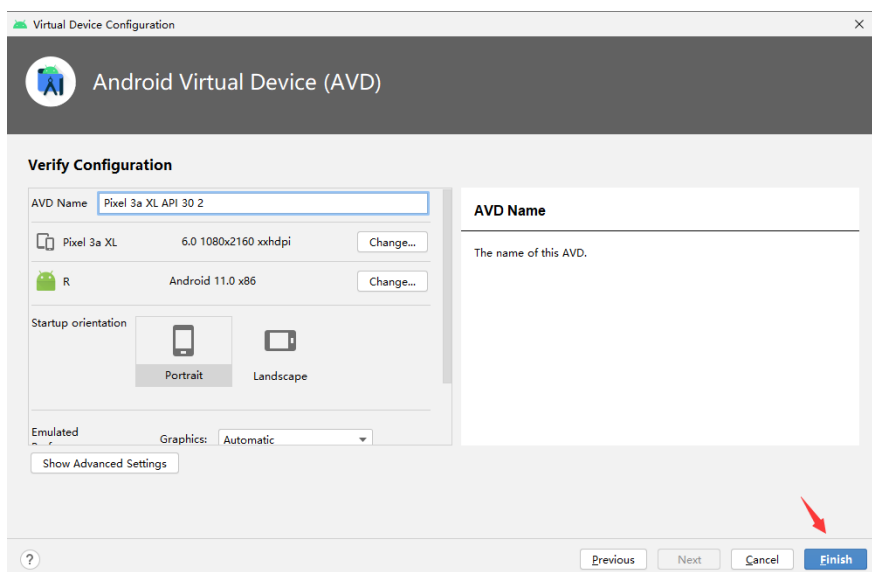 Virtual Device Configuration
Android Virtual Device (AVD)
Verify Configuration
AVD Name Pixel 3a XL API 30 2
Pixel 3a XL 6.0 1080x2160 xxhdpi Change...
R Android 11.0 x86 Change...
Startup orientation
Portrait Landscape
Emulated
Graphics: Automatic
Show Advanced Settings
AVD Name
The name of this AVD.
?
Previous Next Cancel Finish